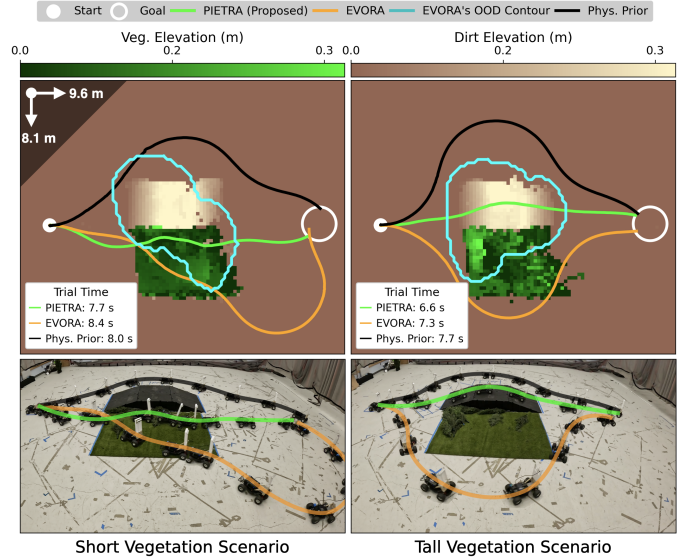 Start Goal PIETRA (Proposed) EVORA EVORA's OOD Contour Phys. Prior
Veg. Elevation (m) Dirt Elevation (m)
0.0 0.2 0.3 0.0 0.2 0.3
9.6 m
8.1 m
Trial Time
PIETRA: 7.7 s
EVORA: 8.4 s
Phys. Prior: 8.0 s
Trial Time
PIETRA: 6.6 s
EVORA: 7.3 s
Phys. Prior: 7.7 s
Short Vegetation Scenario Tall Vegetation Scenario